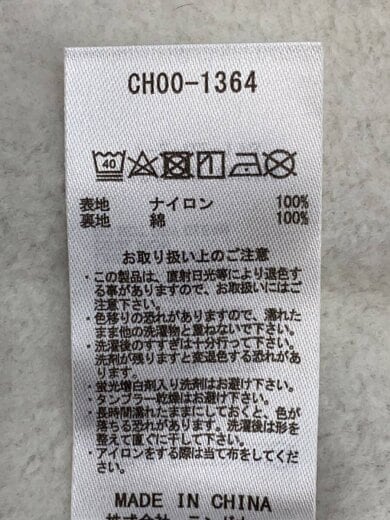 CH00-1364
40
表地 ナイロン 100%
裏地 綿 100%
お取り扱い上のご注意
・この製品は、直射日光等により退色す
る事がありますので、お取扱いにはご
注意下さい。
・色移りの恐れがありますので、濡れた
まま他の洗濯物と重ねないで下さい。
・洗濯後のすすぎは十分行って下さい。
洗剤が残りますと変退色する恐れがあ
ります。
・蛍光増白剤入り洗剤はお避け下さい。
・タンブラー乾燥はお避け下さい。
・長時間濡れたままにしておくと、色が
落ちる恐れがあります。洗濯後は形を
整えて直ぐに干して下さい。
・アイロンをする際は当て布をしてくだ
さい。
MADE IN CHINA